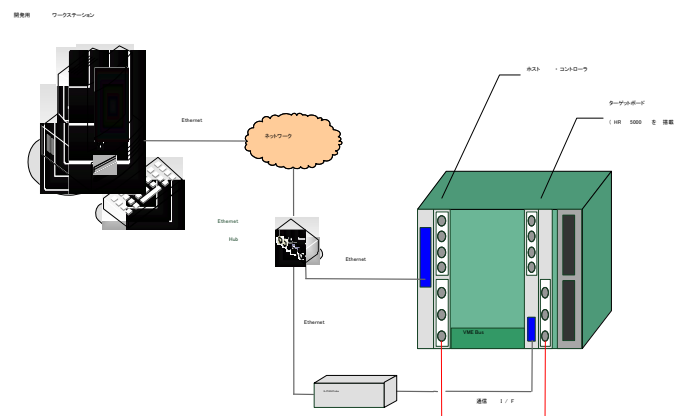 開発用 ワークステーション
ホスト ・コントローラ
ターゲットボード
( HR 5000 を 搭載
Ethernet
ネットワーク
Ethernet
Hub
Ethernet
Ethernet
VME Bus
通信 I / F